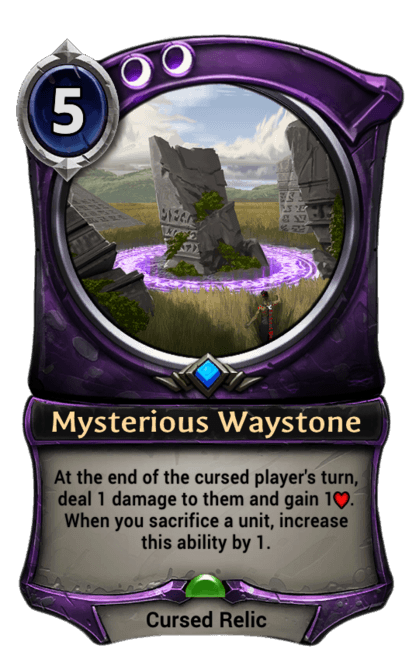 5
Mysterious Waystone
At the end of the cursed player's turn,
deal 1 damage to them and gain 1♥.
When you sacrifice a unit, increase
this ability by 1.
Cursed Relic